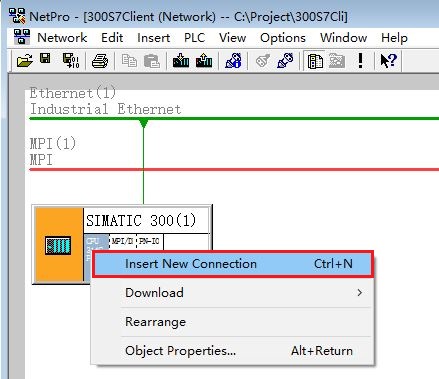 NetPro - [300S7Client (Network) -- C:\Project\300S7Cli]
Network Edit Insert PLC View Options Window Help
Ethernet(1)
Industrial Ethernet
MPI(1)
MPI
SIMATIC 300(1)
CPU MPI/D PN-IO
Insert New Connection Ctrl+N
Download
Rearrange
Object Properties... Alt+Return